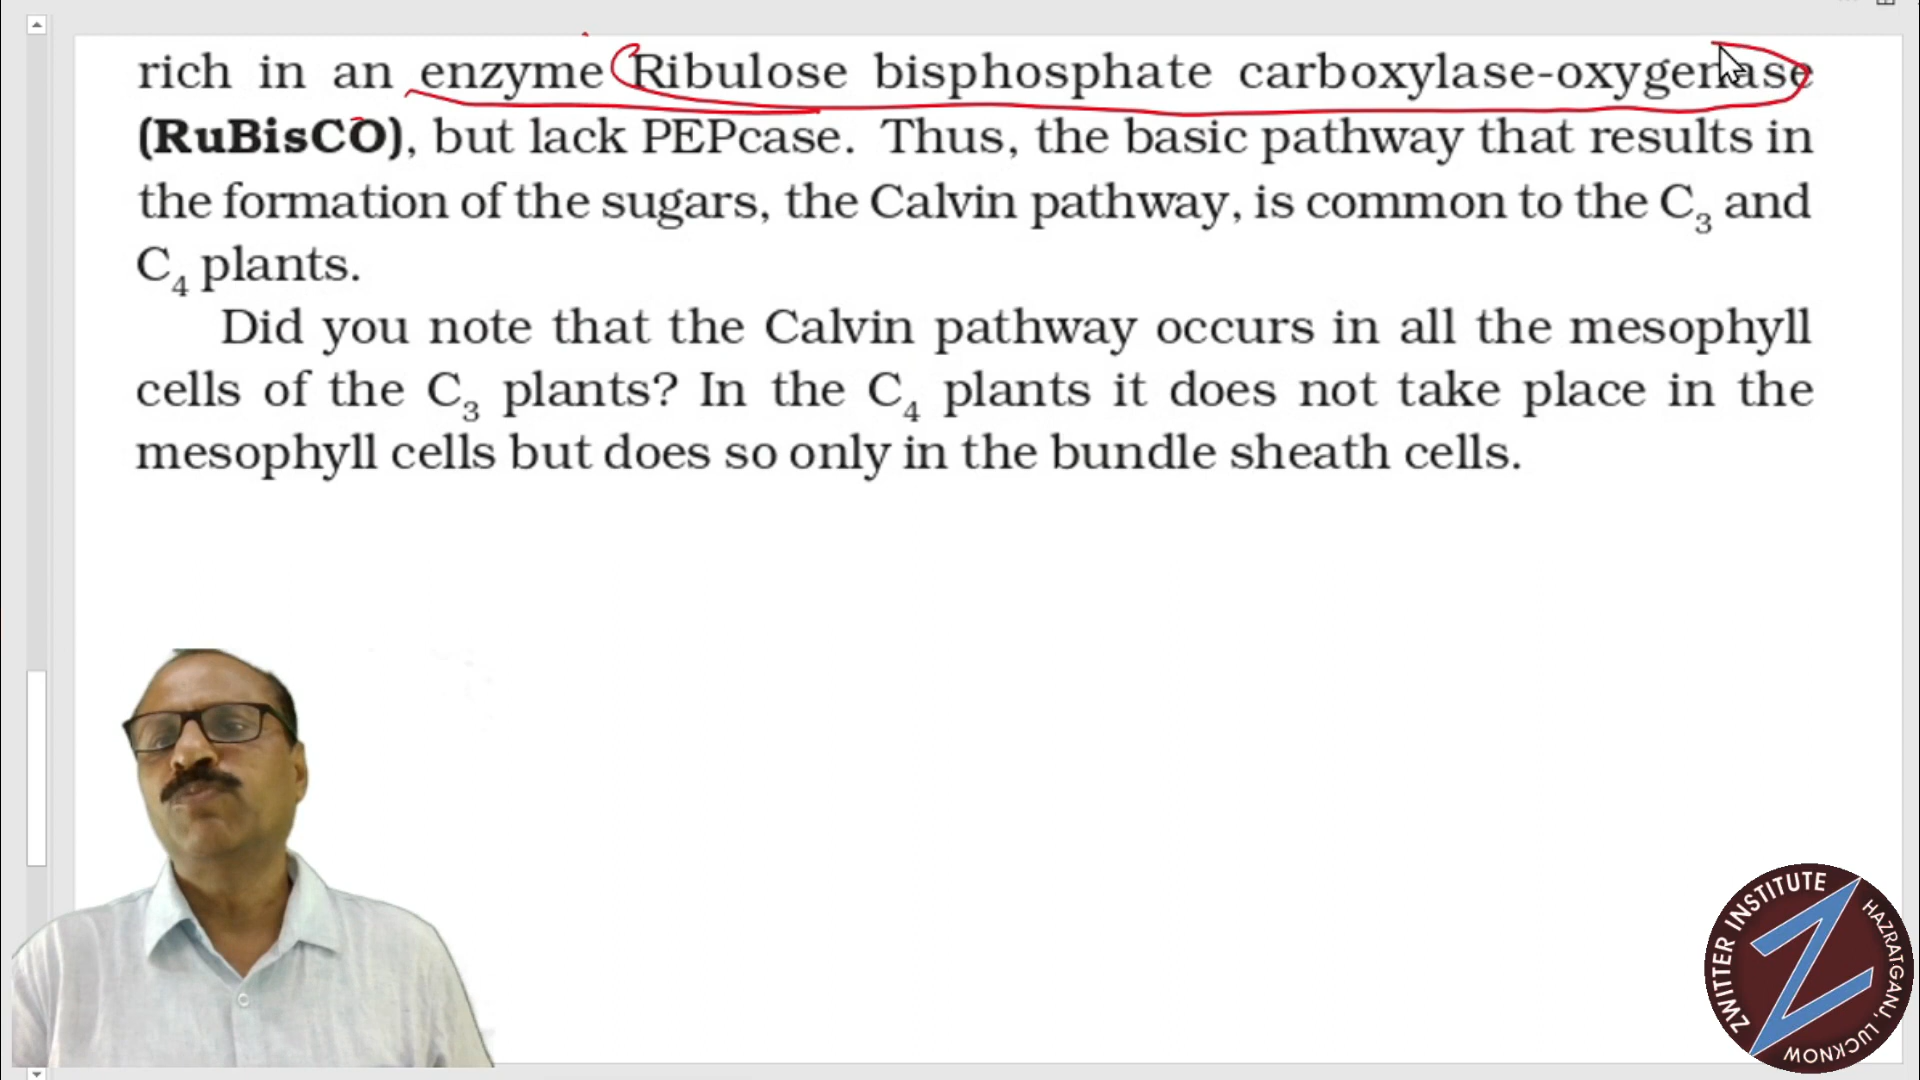 rich in an enzyme Ribulose bisphosphate carboxylase-oxygenase
(RuBisCO), but lack PEPcase. Thus, the basic pathway that results in
the formation of the sugars, the Calvin pathway, is common to the C₃ and
C₄ plants.
Did you note that the Calvin pathway occurs in all the mesophyll
cells of the C₃ plants? In the C₄ plants it does not take place in the
mesophyll cells but does so only in the bundle sheath cells.
ZWITTER INSTITUTE
HAZRATGANJ, LUCKNOW
Z